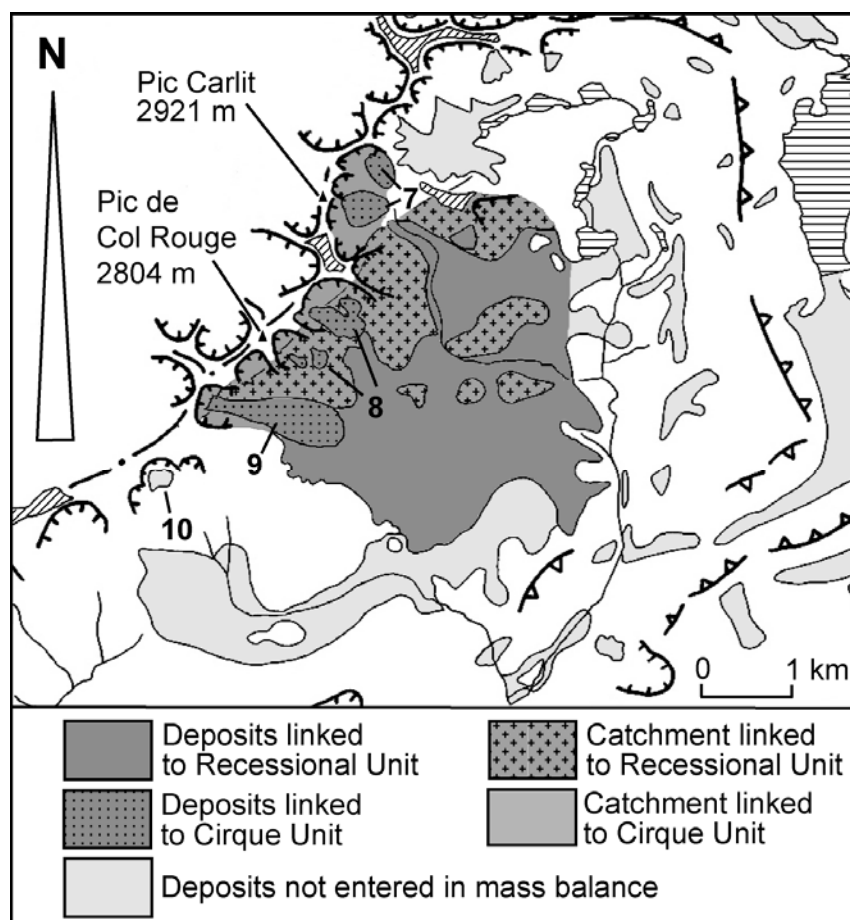 N
Pic Carlit
2921 m
Pic de
Col Rouge
2804 m
7
8
8
9
10
0 1 km
Deposits linked
to Recessional Unit
Catchment linked
to Recessional Unit
Deposits linked
to Cirque Unit
Catchment linked
to Cirque Unit
Deposits not entered in mass balance